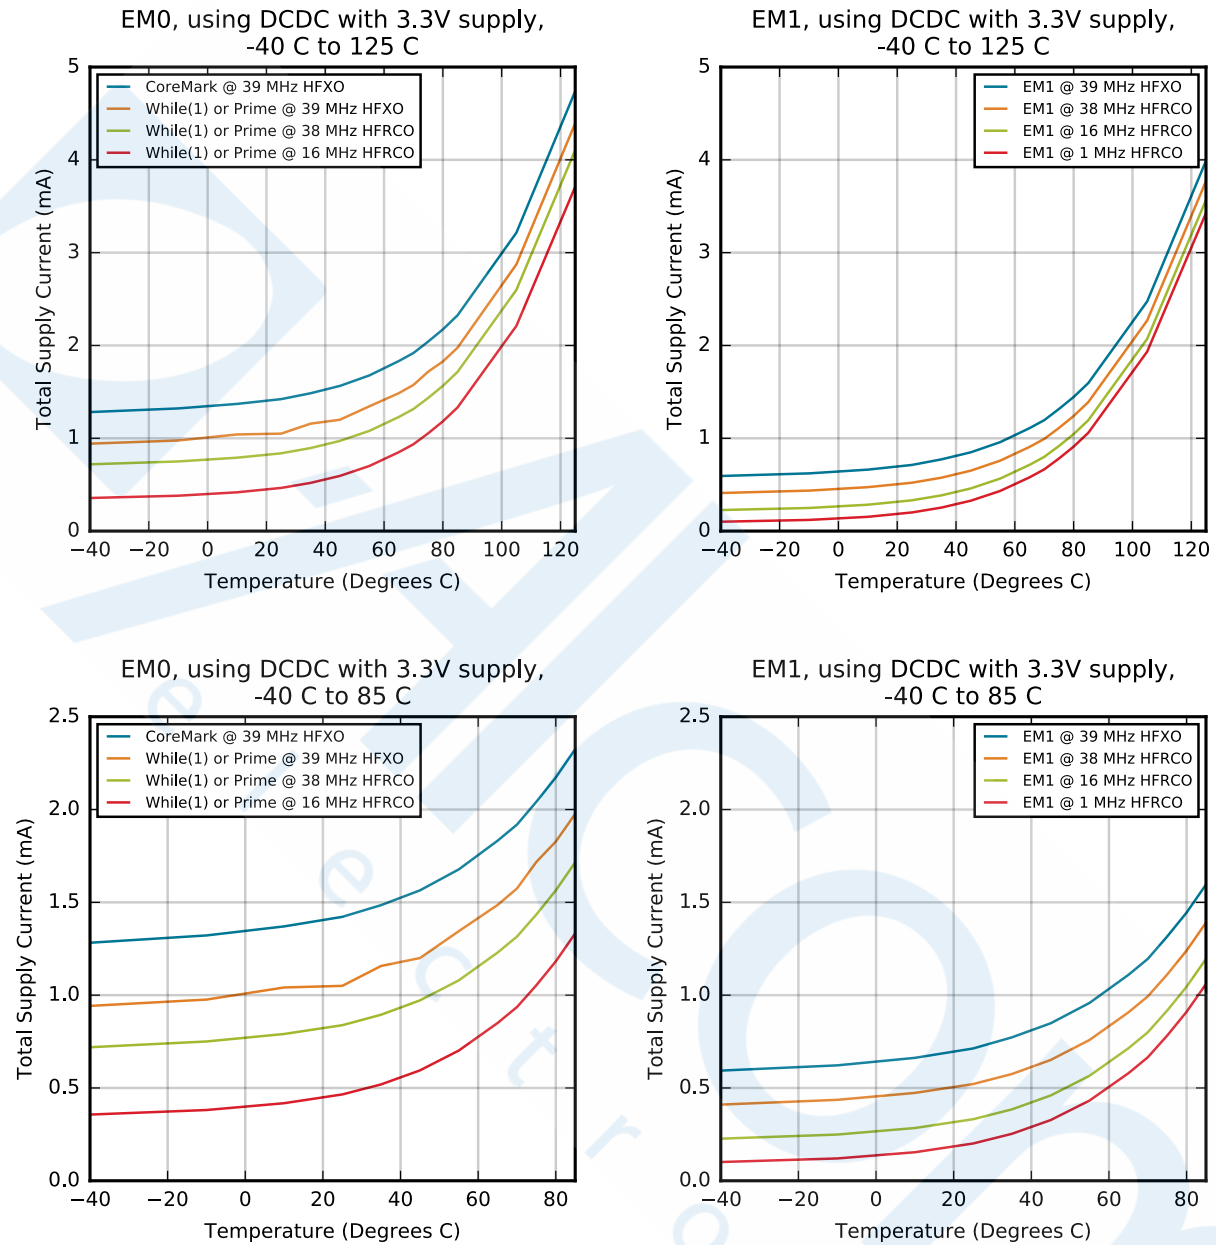 EM0, using DCDC with 3.3V supply,
-40 C to 125 C
5
4
3
2
1
0
Total Supply Current (mA)
CoreMark @ 39 MHz HFXO
While(1) or Prime @ 39 MHz HFXO
While(1) or Prime @ 38 MHz HFRCO
While(1) or Prime @ 16 MHz HFRCO
−40 −20 0 20 40 60 80 100 120
Temperature (Degrees C)
EM1, using DCDC with 3.3V supply,
-40 C to 125 C
5
4
3
2
1
0
Total Supply Current (mA)
EM1 @ 39 MHz HFXO
EM1 @ 38 MHz HFRCO
EM1 @ 16 MHz HFRCO
EM1 @ 1 MHz HFRCO
−40 −20 0 20 40 60 80 100 120
Temperature (Degrees C)
EM0, using DCDC with 3.3V supply,
-40 C to 85 C
2.5
2.0
1.5
1.0
0.5
0.0
Total Supply Current (mA)
CoreMark @ 39 MHz HFXO
While(1) or Prime @ 39 MHz HFXO
While(1) or Prime @ 38 MHz HFRCO
While(1) or Prime @ 16 MHz HFRCO
−40 −20 0 20 40 60 80
Temperature (Degrees C)
EM1, using DCDC with 3.3V supply,
-40 C to 85 C
2.5
2.0
1.5
1.0
0.5
0.0
Total Supply Current (mA)
EM1 @ 39 MHz HFXO
EM1 @ 38 MHz HFRCO
EM1 @ 16 MHz HFRCO
EM1 @ 1 MHz HFRCO
−40 −20 0 20 40 60 80
Temperature (Degrees C)